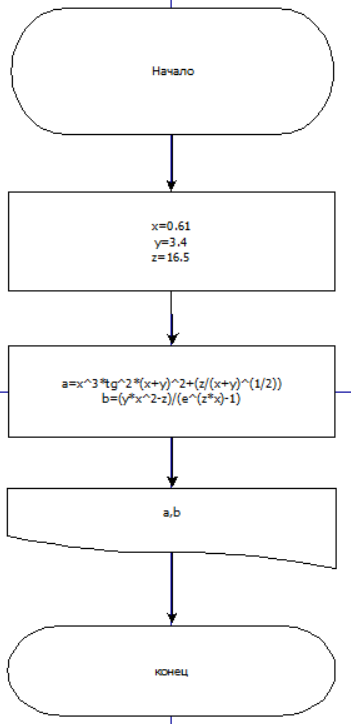 Начало
x=0.61
y=3.4
z=16.5
a=x^3*tg^2*(x+y)^2+(z/(x+y)^(1/2))
b=(y*x^2-z)/(e^(z*x)-1)
a,b
конец